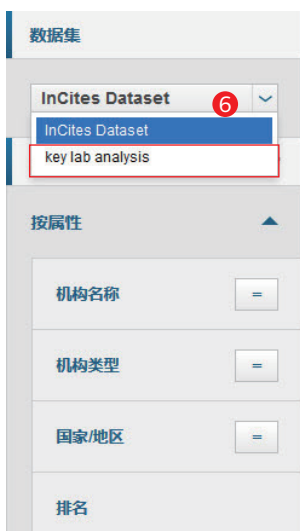 数据集
InCites Dataset 6
InCites Dataset
key lab analysis
按属性
机构名称 =
机构类型 =
国家/地区 =
排名